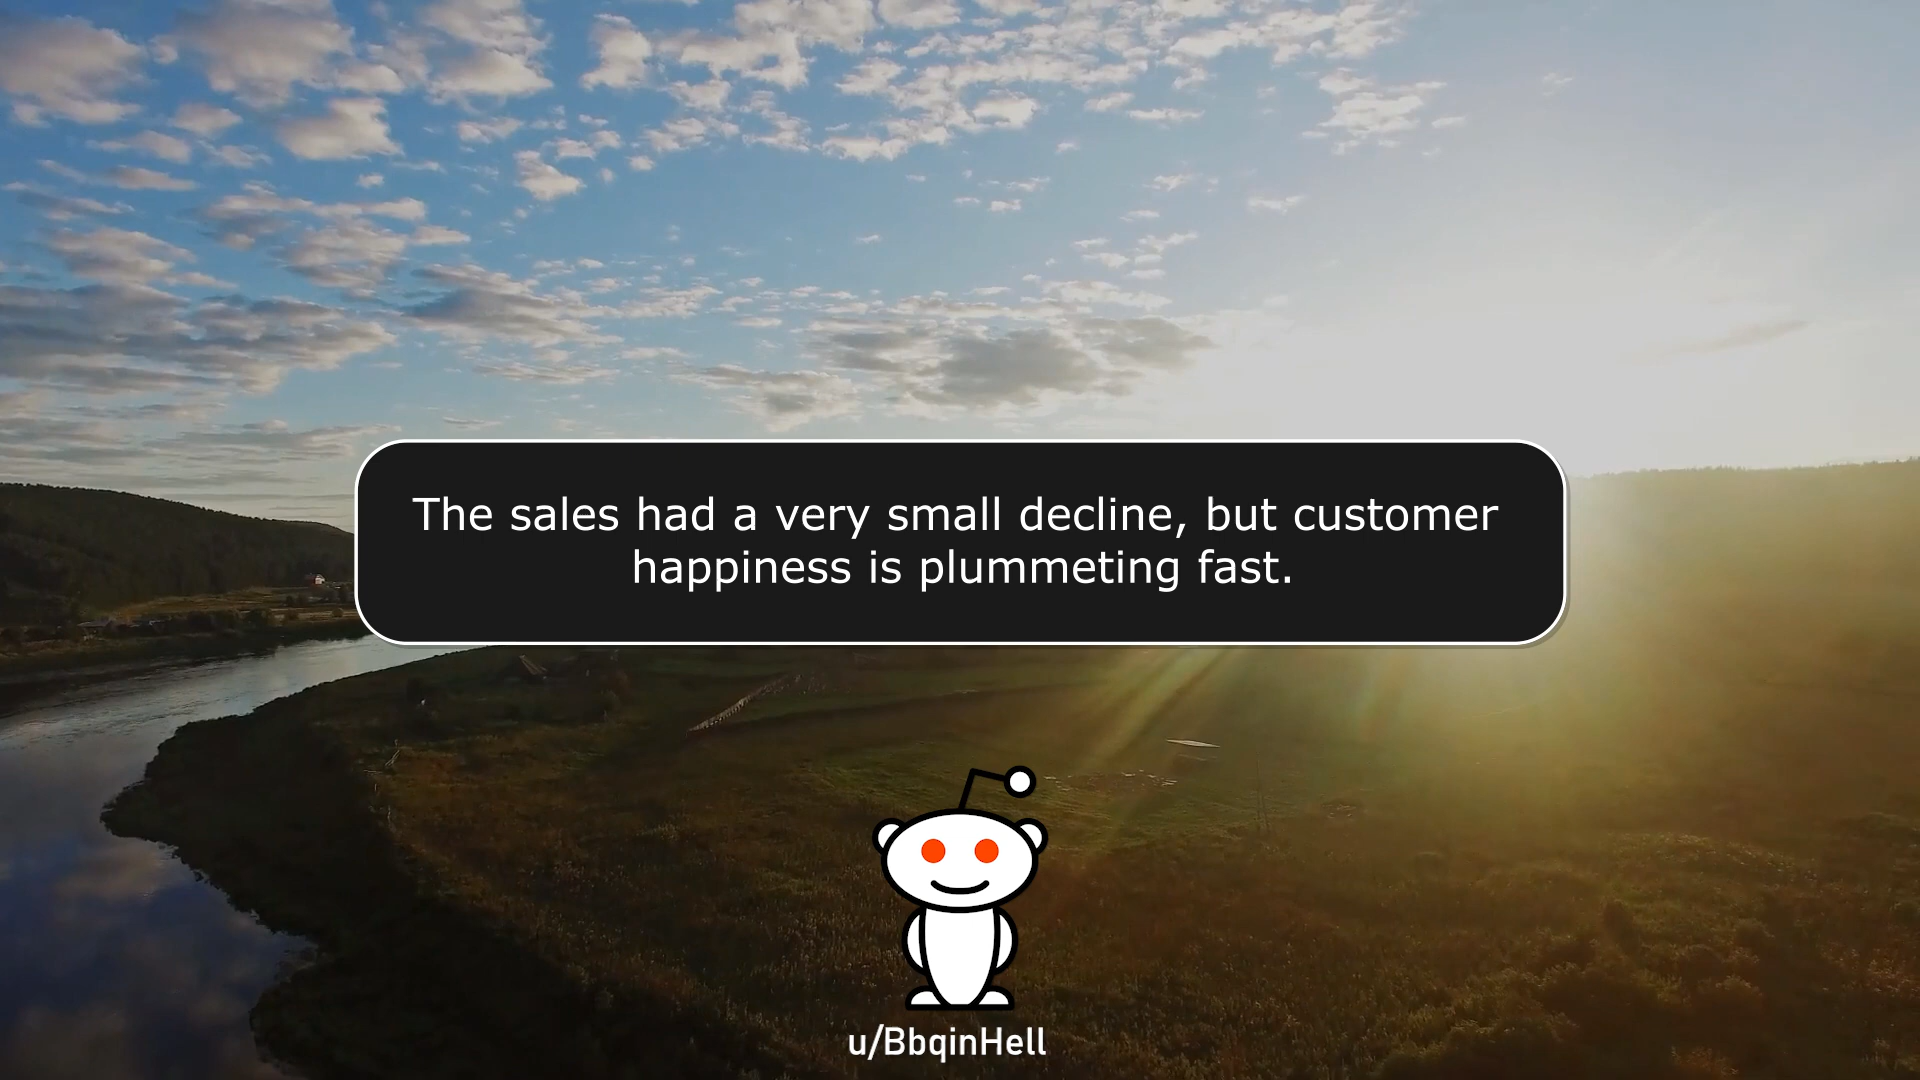 The sales had a very small decline, but customer
happiness is plummeting fast.
u/BbqinHell